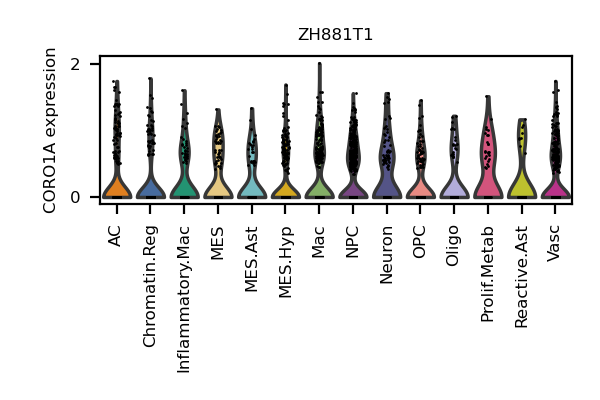 ZH881T1
CORO1A expression
2
0
AC
Chromatin.Reg
Inflammatory.Mac
MES
MES.Ast
MES.Hyp
Mac
NPC
Neuron
OPC
Oligo
Prolif.Metab
Reactive.Ast
Vasc